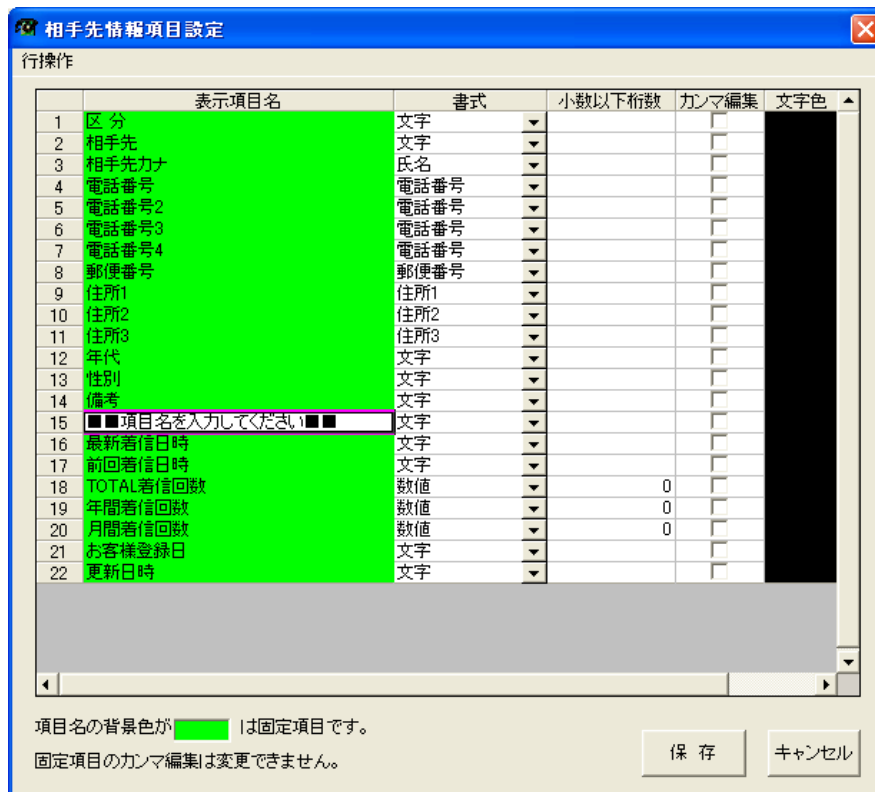 相手先情報項目設定
行操作
表示項目名 書式 小数以下桁数 カンマ編集 文字色
1 区 分 文字
2 相手先 文字
3 相手先カナ 氏名
4 電話番号 電話番号
5 電話番号2 電話番号
6 電話番号3 電話番号
7 電話番号4 電話番号
8 郵便番号 郵便番号
9 住所1 住所1
10 住所2 住所2
11 住所3 住所3
12 年代 文字
13 性別 文字
14 備考 文字
15 ■■項目名を入力してください■■ 文字
16 最新着信日時 文字
17 前回着信日時 文字
18 TOTAL着信回数 数値 0
19 年間着信回数 数値 0
20 月間着信回数 数値 0
21 お客様登録日 文字
22 更新日時 文字
項目名の背景色が は固定項目です。
固定項目のカンマ編集は変更できません。
保 存 キャンセル